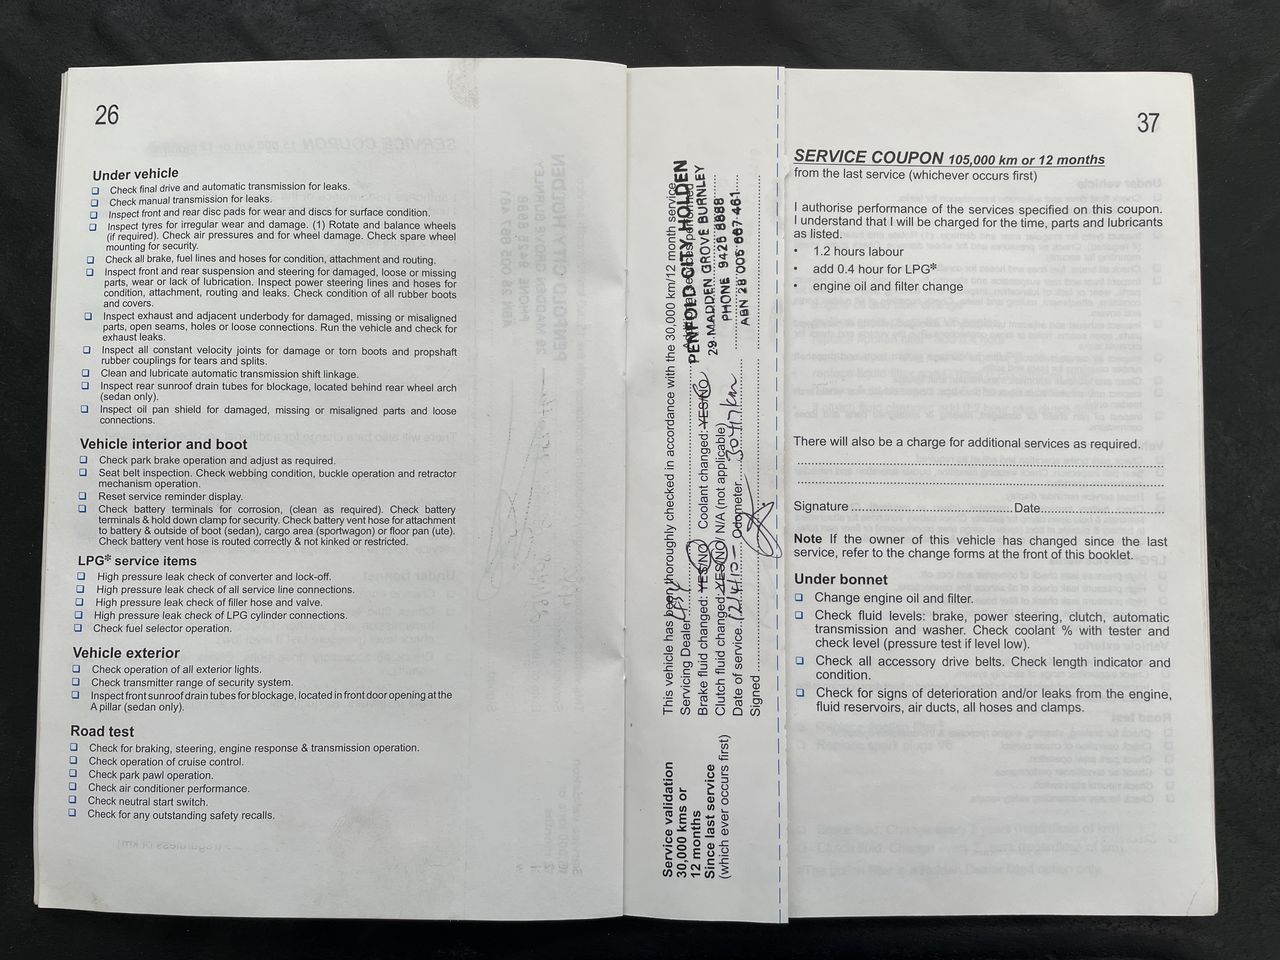 26
Under vehicle
Check final drive and automatic transmission for leaks.
Check manual transmission for leaks.
Inspect front and rear disc pads for wear and discs for surface condition.
Inspect tyres for irregular wear and damage. (1) Rotate and balance wheels
(if required). Check air pressures and for wheel damage. Check spare wheel
mounting for security.
Check all brake, fuel lines and hoses for condition, attachment and routing.
Inspect front and rear suspension and steering for damaged, loose or missing
parts, wear or lack of lubrication. Inspect power steering lines and hoses for
condition, attachment, routing and leaks. Check condition of all rubber boots
and covers.
Inspect exhaust and adjacent underbody for damaged, missing or misaligned
parts, open seams, holes or loose connections. Run the vehicle and check for
exhaust leaks.
Inspect all constant velocity joints for damage or torn boots and propshaft
rubber couplings for tears and splits.
Clean and lubricate automatic transmission shift linkage.
Inspect rear sunroof drain tubes for blockage, located behind rear wheel arch
(sedan only).
Inspect oil pan shield for damaged, missing or misaligned parts and loose
connections.
Vehicle interior and boot
Check park brake operation and adjust as required.
Seat belt inspection. Check webbing condition, buckle operation and retractor
mechanism operation.
Reset service reminder display.
Check battery terminals for corrosion, (clean as required). Check battery
terminals & hold down clamp for security. Check battery vent hose for attachment
to battery & outside of boot (sedan), cargo area (sportwagon) or floor pan (ute).
Check battery vent hose is routed correctly & not kinked or restricted.
LPG* service items
High pressure leak check of converter and lock-off.
High pressure leak check of all service line connections.
High pressure leak check of filler hose and valve.
High pressure leak check of LPG cylinder connections.
Check fuel selector operation.
Vehicle exterior
Check operation of all exterior lights.
Check transmitter range of security system.
Inspect front sunroof drain tubes for blockage, located in front door opening at the
A pillar (sedan only).
Road test
Check for braking, steering, engine response & transmission operation.
Check operation of cruise control.
Check park pawl operation.
Check air conditioner performance.
Check neutral start switch.
Check for any outstanding safety recalls.
Service validation
30,000 kms or
12 months
Since last service
(which ever occurs first)
This vehicle has been thoroughly checked in accordance with the 30,000 km/12 month service
Servicing Dealer
Brake fluid changed: YES/NO Coolant changed: YES/NO
Clutch fluid changed: YES/NO/ N/A (not applicable)
Date of service 12/4/10 Odometer 30417km
Signed
PENFOLD CITY HOLDEN
29 MADDEN GROVE BURNLEY
PHONE 9426 8888
ABN 28 005 667 461
37
SERVICE COUPON 105,000 km or 12 months
from the last service (whichever occurs first)
I authorise performance of the services specified on this coupon.
I understand that I will be charged for the time, parts and lubricants
as listed.
• 1.2 hours labour
• add 0.4 hour for LPG*
• engine oil and filter change
There will also be a charge for additional services as required.
Signature Date
Note If the owner of this vehicle has changed since the last
service, refer to the change forms at the front of this booklet.
Under bonnet
Change engine oil and filter.
Check fluid levels: brake, power steering, clutch, automatic
transmission and washer. Check coolant % with tester and
check level (pressure test if level low).
Check all accessory drive belts. Check length indicator and
condition.
Check for signs of deterioration and/or leaks from the engine,
fluid reservoirs, air ducts, all hoses and clamps.